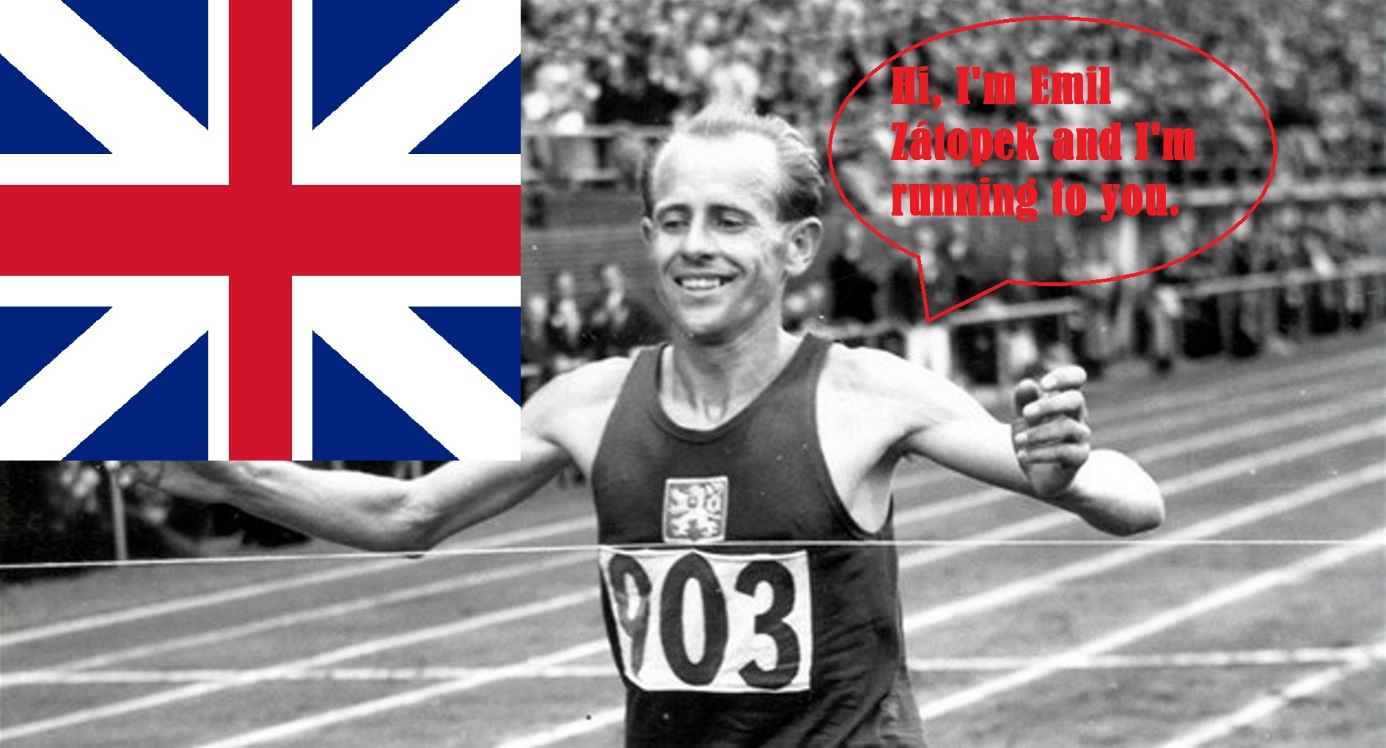 Hi, I'm Emil
Zátopek and I'm
running to you.
903